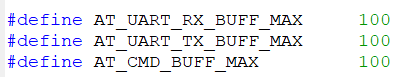 #define AT_UART_RX_BUFF_MAX 100
#define AT_UART_TX_BUFF_MAX 100
#define AT_CMD_BUFF_MAX 100